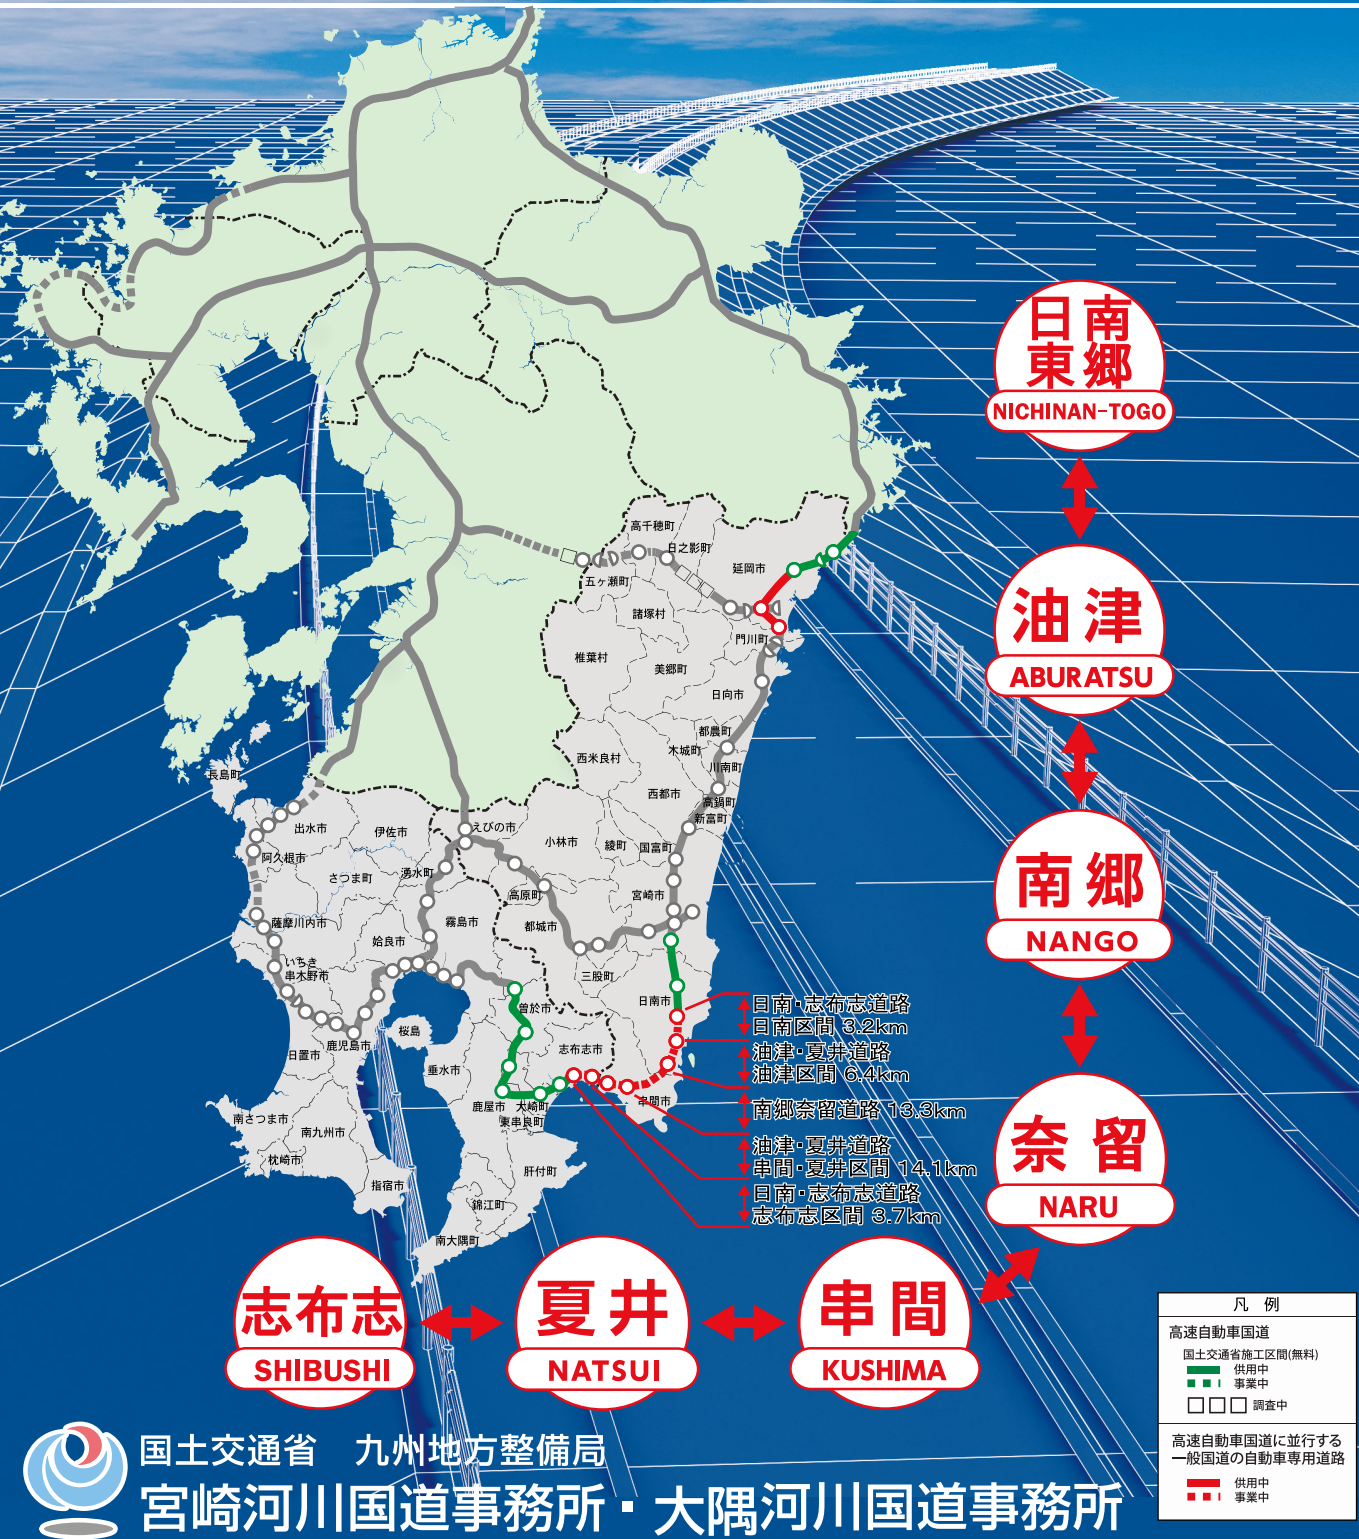 日南
東郷
NICHINAN-TOGO
油津
ABURATSU
南郷
NANGO
奈留
NARU
串間
KUSHIMA
夏井
NATSUI
志布志
SHIBUSHI
高千穂町
日之影町
延岡市
五ヶ瀬町
諸塚村
門川町
椎葉村
美郷町
日向市
都農町
木城町
西米良村
川南町
西都市
高鍋町
新富町
長島町
出水市
伊佐市
えびの市
小林市
綾町
国富町
阿久根市
さつま町
湧水町
高原町
宮崎市
薩摩川内市
霧島市
都城市
姶良市
いちき
串木野市
三股町
日南市
曽於市
桜島
鹿児島市
日置市
志布志市
垂水市
鹿屋市
大崎町
東串良町
串間市
南さつま市
南九州市
枕崎市
指宿市
肝付町
錦江町
南大隅町
日南・志布志道路
日南区間 3.2km
油津・夏井道路
油津区間 6.4km
南郷奈留道路 13.3km
油津・夏井道路
串間・夏井区間 14.1km
日南・志布志道路
志布志区間 3.7km
凡 例
高速自動車国道
国土交通省施工区間(無料)
供用中
事業中
調査中
高速自動車国道に並行する
一般国道の自動車専用道路
供用中
事業中
国土交通省 九州地方整備局
宮崎河川国道事務所・大隅河川国道事務所